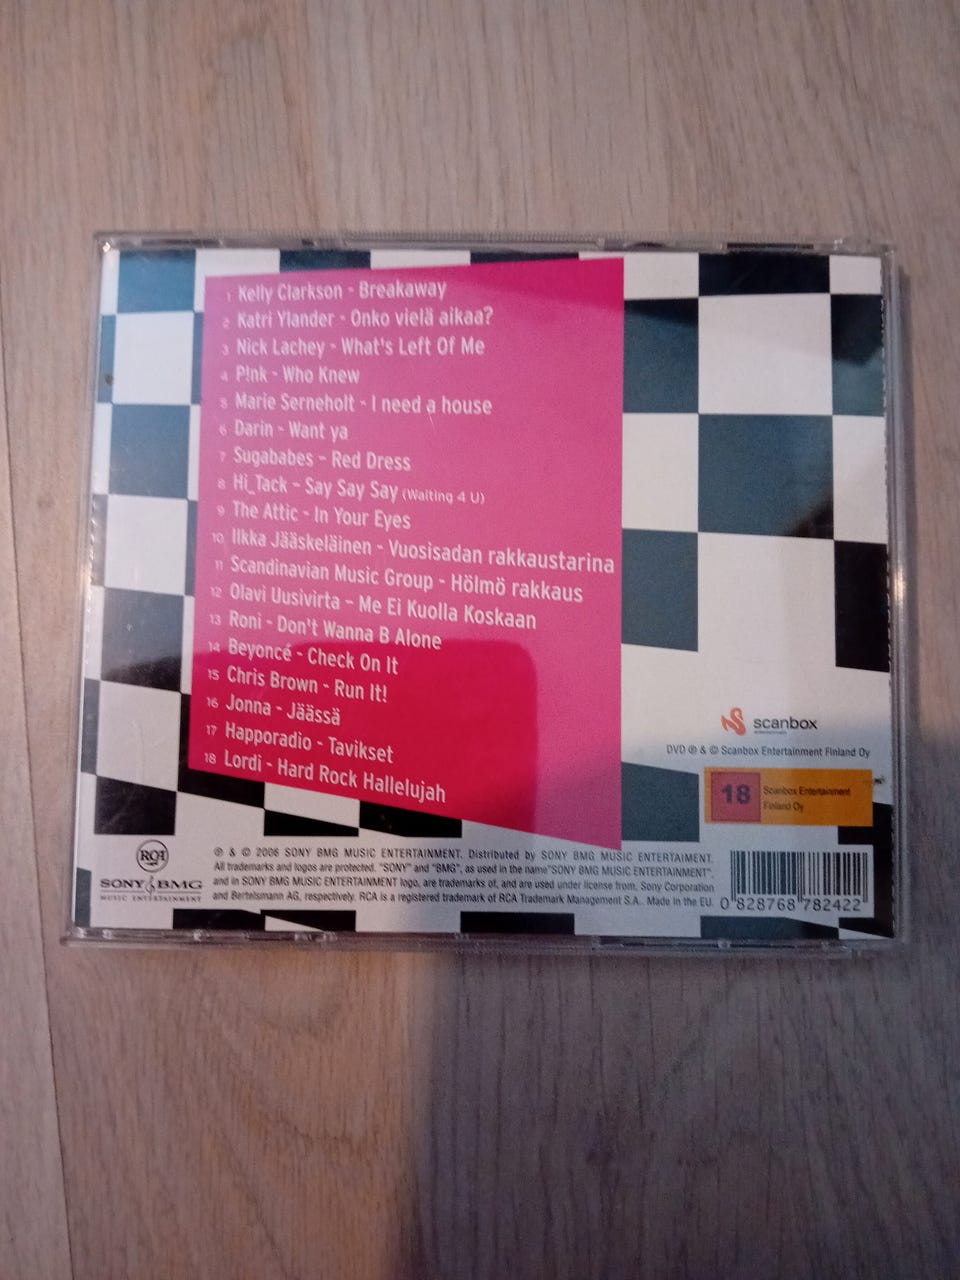 1 Kelly Clarkson - Breakaway
2 Katri Ylander - Onko vielä aikaa?
3 Nick Lachey - What's Left Of Me
4 P!nk - Who Knew
5 Marie Serneholt - I need a house
6 Darin - Want ya
7 Sugababes - Red Dress
8 Hi_Tack - Say Say Say (Waiting 4 U)
9 The Attic - In Your Eyes
10 Ilkka Jääskeläinen - Vuosisadan rakkaustarina
11 Scandinavian Music Group - Hölmö rakkaus
12 Olavi Uusivirta - Me Ei Kuolla Koskaan
13 Roni - Don't Wanna B Alone
14 Beyoncé - Check On It
15 Chris Brown - Run It!
16 Jonna - Jäässä
17 Happoradio - Tavikset
18 Lordi - Hard Rock Hallelujah
scanbox
DVD ℗ & © Scanbox Entertainment Finland Oy
18
Scanbox Entertainment
Finland Oy
RCA
SONY BMG
MUSIC ENTERTAINMENT
℗ & © 2006 SONY BMG MUSIC ENTERTAINMENT. Distributed by SONY BMG MUSIC ENTERTAIMENT.
All trademarks and logos are protected. "SONY" and "BMG", as used in the name"SONY BMG MUSIC ENTERTAINMENT",
and in SONY BMG MUSIC ENTERTAINMENT logo, are trademarks of, and are used under license from, Sony Corporation
and Bertelsmann AG, respectively. RCA is a registered trademark of RCA Trademark Management S.A.. Made in the EU.
0 828768 782422